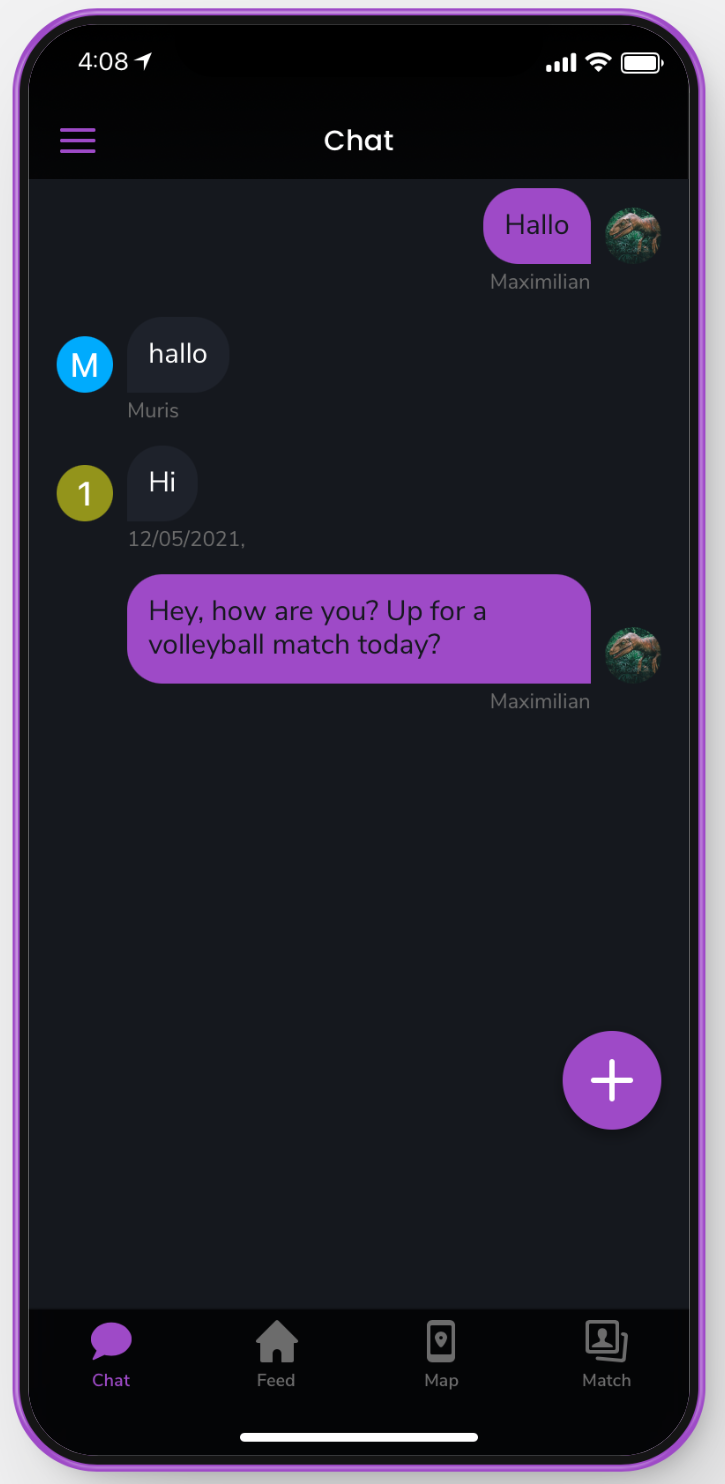 4:08
Chat
Hallo
Maximilian
M
hallo
Muris
1
Hi
12/05/2021,
Hey, how are you? Up for a
volleyball match today?
Maximilian
Chat
Feed
Map
Match